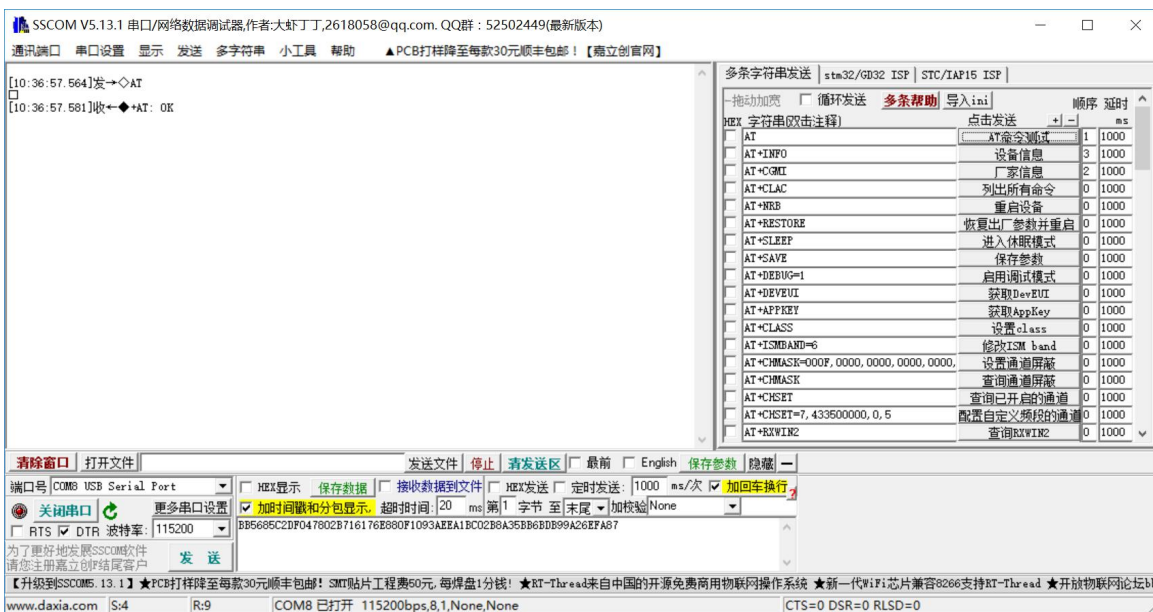 SSCOM V5.13.1 串口/网络数据调试器,作者:大虾丁丁,2618058@qq.com. QQ群：52502449(最新版本)
通讯端口 串口设置 显示 发送 多字符串 小工具 帮助 ▲PCB打样降至每款30元顺丰包邮！【嘉立创官网】
[10:36:57.564]发→◇AT
□
[10:36:57.581]收←◆+AT: OK
多条字符串发送 stm32/GD32 ISP STC/IAP15 ISP
拖动加宽 循环发送 多条帮助 导入ini 顺序 延时
HEX 字符串(双击注释) 点击发送 + - ms
AT AT命令测试 1 1000
AT+INFO 设备信息 3 1000
AT+CGMI 厂家信息 2 1000
AT+CLAC 列出所有命令 0 1000
AT+NRB 重启设备 0 1000
AT+RESTORE 恢复出厂参数并重启 0 1000
AT+SLEEP 进入休眠模式 0 1000
AT+SAVE 保存参数 0 1000
AT+DEBUG=1 启用调试模式 0 1000
AT+DEVEUI 获取DevEUI 0 1000
AT+APPKEY 获取AppKey 0 1000
AT+CLASS 设置class 0 1000
AT+ISMBAND=6 修改ISM band 0 1000
AT+CHMASK=000F,0000,0000,0000,0000, 设置通道屏蔽 0 1000
AT+CHMASK 查询通道屏蔽 0 1000
AT+CHSET 查询已开启的通道 0 1000
AT+CHSET=7,433500000,0,5 配置自定义频段的通道 0 1000
AT+RXWIN2 查询RXWIN2 0 1000
清除窗口 打开文件 发送文件 停止 清发送区 最前 English 保存参数 隐藏
端口号 COM8 USB Serial Port HEX显示 保存数据 接收数据到文件 HEX发送 定时发送: 1000 ms/次 加回车换行
关闭串口 更多串口设置 加时间戳和分包显示, 超时时间: 20 ms 第1 字节 至 末尾 加校验 None
RTS DTR 波特率: 115200
BB5685C2DF047802B716176E880F1093AEEA1BC02B8A35BB6BDB99A26EFA87
为了更好地发展SSCOM软件
请您注册嘉立创F结尾客户
发 送
【升级到SSCOM5.13.1】★PCB打样降至每款30元顺丰包邮! SMT贴片工程费50元, 每焊盘1分钱! ★RT-Thread来自中国的开源免费商用物联网操作系统 ★新一代WiFi芯片兼容8266支持RT-Thread ★开放物联网论坛bl
www.daxia.com S:4 R:9 COM8 已打开 115200bps,8,1,None,None CTS=0 DSR=0 RLSD=0